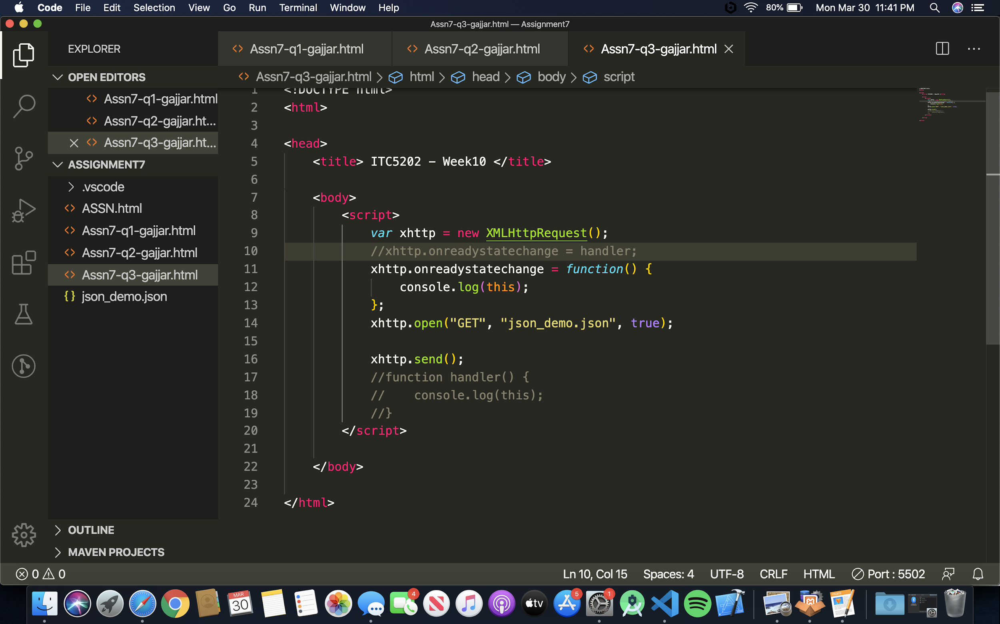 Code File Edit Selection View Go Run Terminal Window Help 80% Mon Mar 30 11:41 PM
Assn7-q3-gajjar.html — Assignment7
EXPLORER
Assn7-q1-gajjar.html Assn7-q2-gajjar.html Assn7-q3-gajjar.html
OPEN EDITORS
Assn7-q3-gajjar.html > html > head > body > script
Assn7-q1-gajjar.html
Assn7-q2-gajjar.ht...
Assn7-q3-gajjar.ht...
ASSIGNMENT7
.vscode
ASSN.html
Assn7-q1-gajjar.html
Assn7-q2-gajjar.html
Assn7-q3-gajjar.html
{} json_demo.json
OUTLINE
MAVEN PROJECTS
1 <!DOCTYPE html>
2 <html>
3
4 <head>
5 <title> ITC5202 - Week10 </title>
6
7 <body>
8 <script>
9 var xhttp = new XMLHttpRequest();
10 //xhttp.onreadystatechange = handler;
11 xhttp.onreadystatechange = function() {
12 console.log(this);
13 };
14 xhttp.open("GET", "json_demo.json", true);
15
16 xhttp.send();
17 //function handler() {
18 // console.log(this);
19 //}
20 </script>
21
22 </body>
23
24 </html>
0 0 Ln 10, Col 15 Spaces: 4 UTF-8 CRLF HTML Port : 5502
MAR
30
4
tv
5
1
PAGES